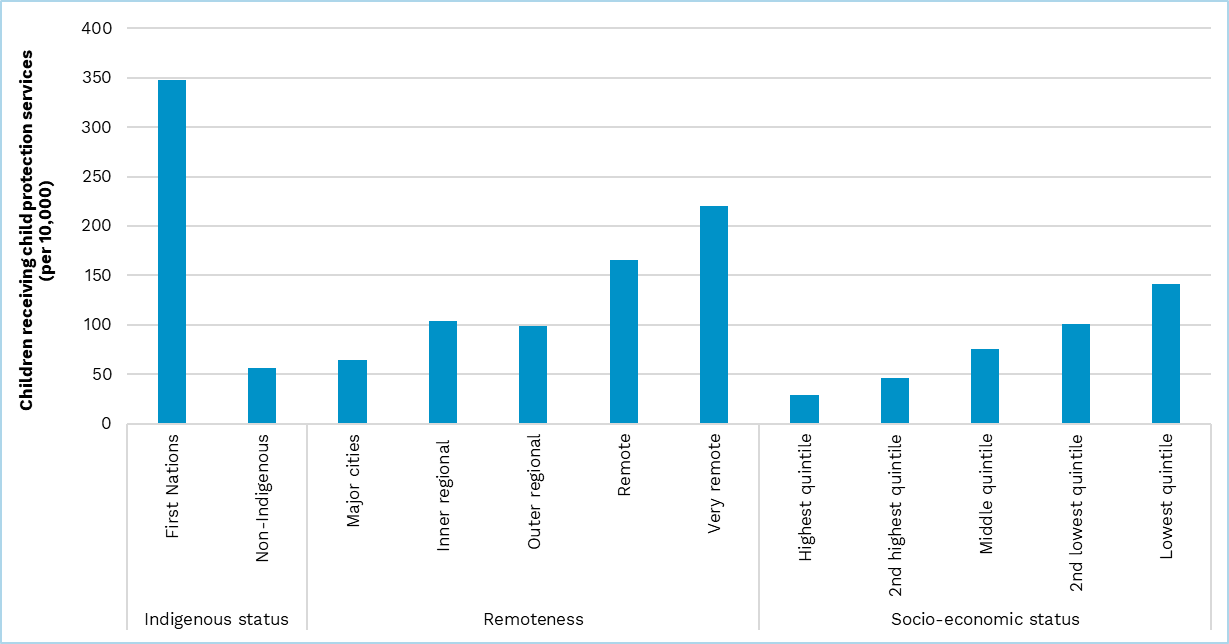 Children receiving child protection services
(per 10,000)
400
350
300
250
200
150
100
50
0
First Nations
Non-Indigenous
Major cities
Inner regional
Outer regional
Remote
Very remote
Highest quintile
2nd highest quintile
Middle quintile
2nd lowest quintile
Lowest quintile
Indigenous status
Remoteness
Socio-economic status